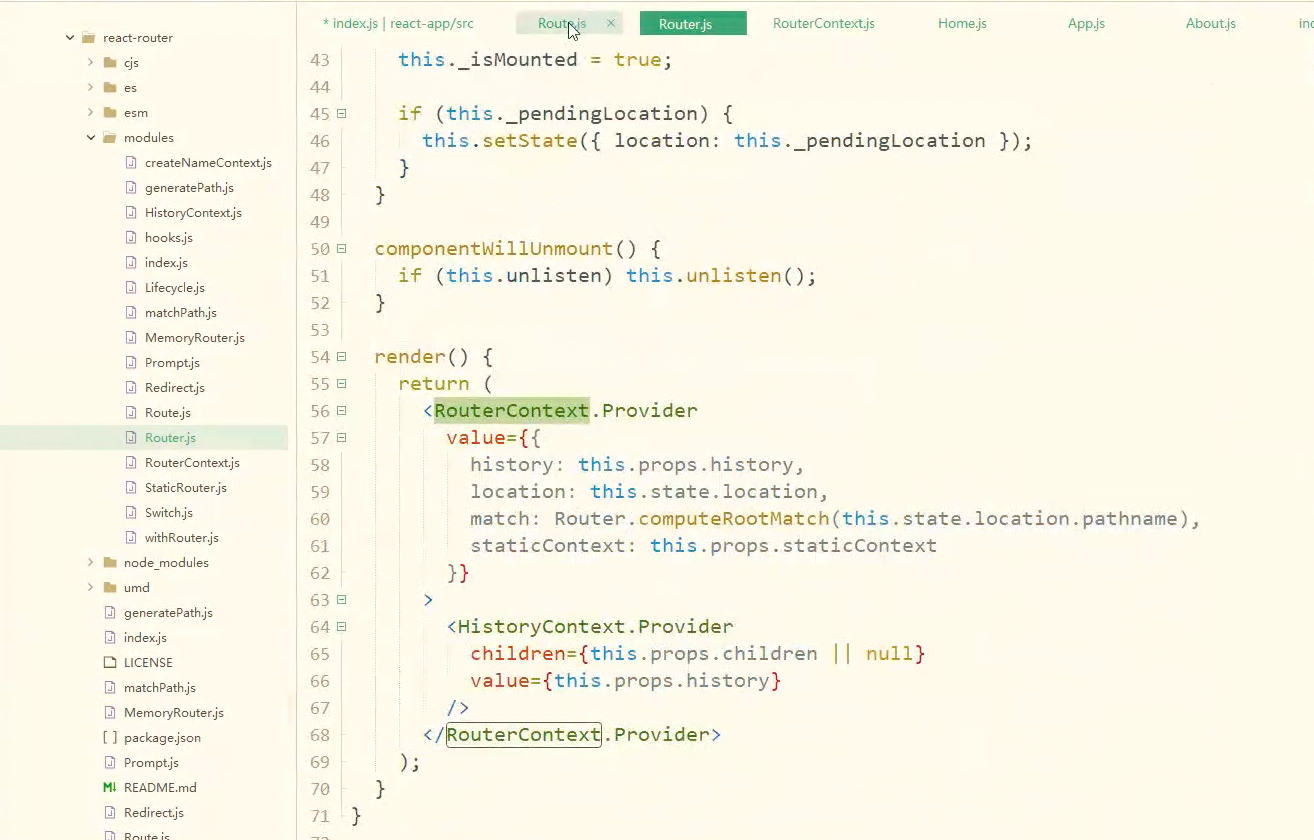 react-router
cjs
es
esm
modules
createNameContext.js
generatePath.js
HistoryContext.js
hooks.js
index.js
Lifecycle.js
matchPath.js
MemoryRouter.js
Prompt.js
Redirect.js
Route.js
Router.js
RouterContext.js
StaticRouter.js
Switch.js
withRouter.js
node_modules
umd
generatePath.js
index.js
LICENSE
matchPath.js
MemoryRouter.js
[ ] package.json
Prompt.js
M↓ README.md
Redirect.js
Route.js
* index.js | react-app/src Route.js × Router.js RouterContext.js Home.js App.js About.js
43 this._isMounted = true;
44
45 if (this._pendingLocation) {
46 this.setState({ location: this._pendingLocation });
47 }
48 }
49
50 componentWillUnmount() {
51 if (this.unlisten) this.unlisten();
52 }
53
54 render() {
55 return (
56 <RouterContext.Provider
57 value={{
58 history: this.props.history,
59 location: this.state.location,
60 match: Router.computeRootMatch(this.state.location.pathname),
61 staticContext: this.props.staticContext
62 }}
63 >
64 <HistoryContext.Provider
65 children={this.props.children || null}
66 value={this.props.history}
67 />
68 </RouterContext.Provider>
69 );
70 }
71 }